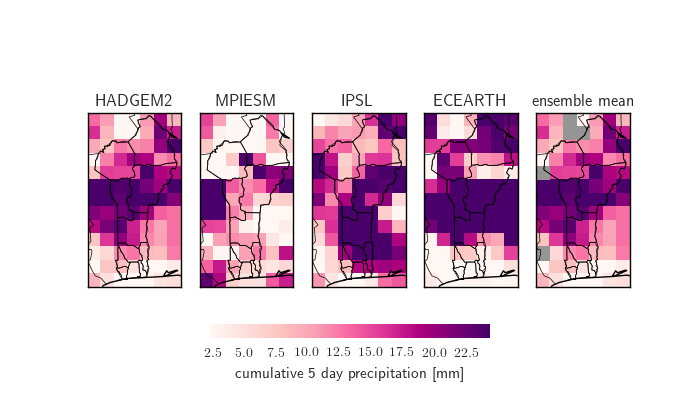 HADGEM2 MPIESM IPSL ECEARTH ensemble mean
2.5 5.0 7.5 10.0 12.5 15.0 17.5 20.0 22.5
cumulative 5 day precipitation [mm]